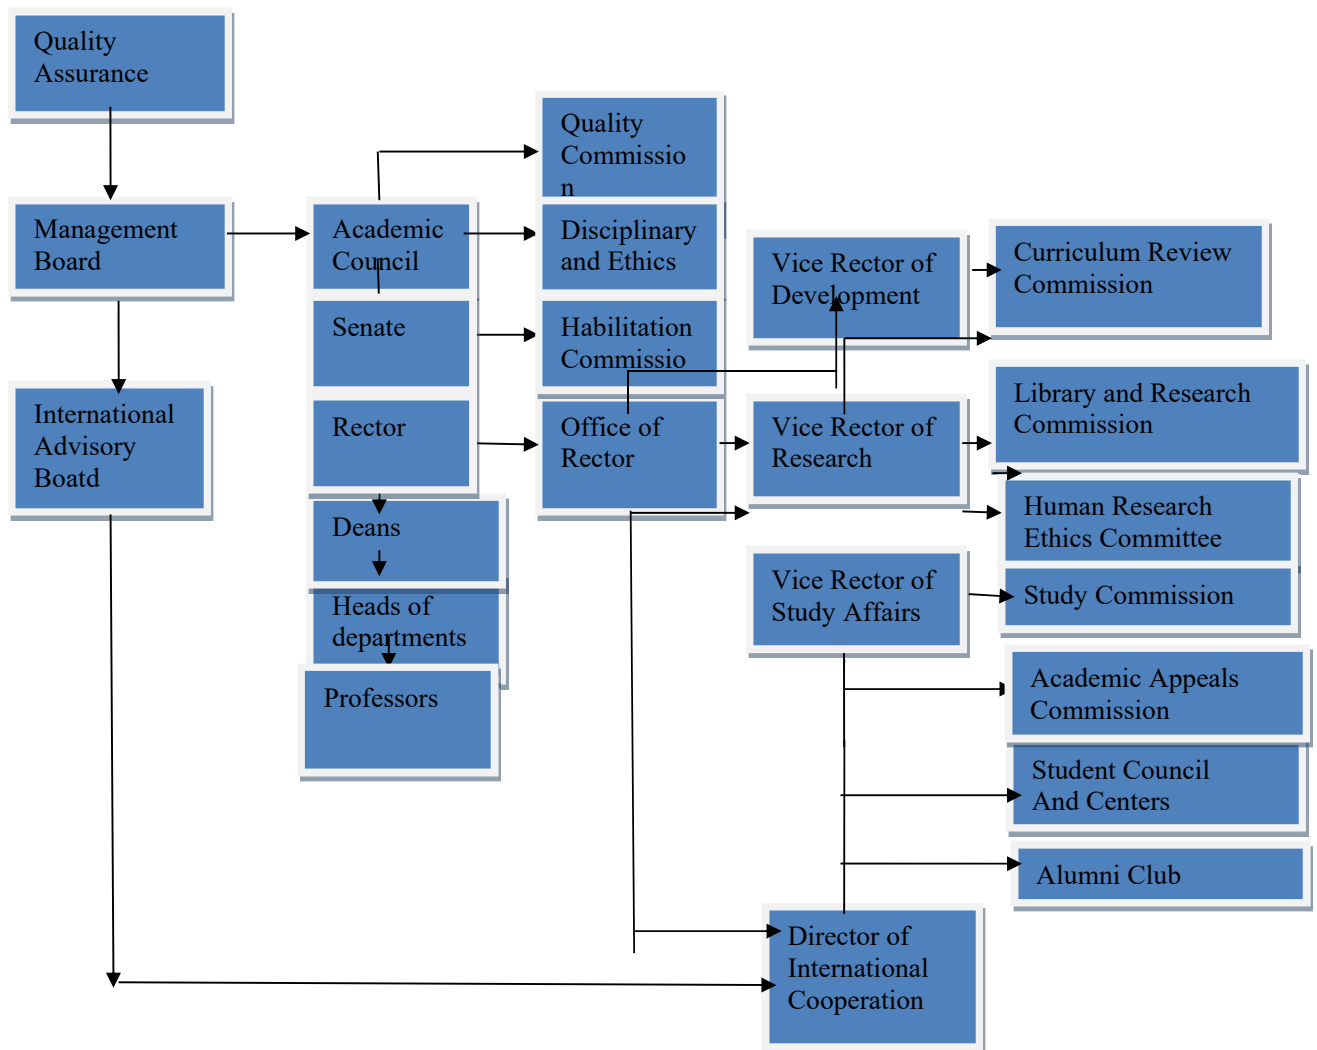 Quality
Assurance
Management
Board
International
Advisory
Boatd
Academic
Council
Senate
Rector
Deans
Heads of
departments
Professors
Quality
Commissio
n
Disciplinary
and Ethics
Habilitation
Commissio
Office of
Rector
Vice Rector of
Development
Vice Rector of
Research
Vice Rector of
Study Affairs
Director of
International
Cooperation
Curriculum Review
Commission
Library and Research
Commission
Human Research
Ethics Committee
Study Commission
Academic Appeals
Commission
Student Council
And Centers
Alumni Club